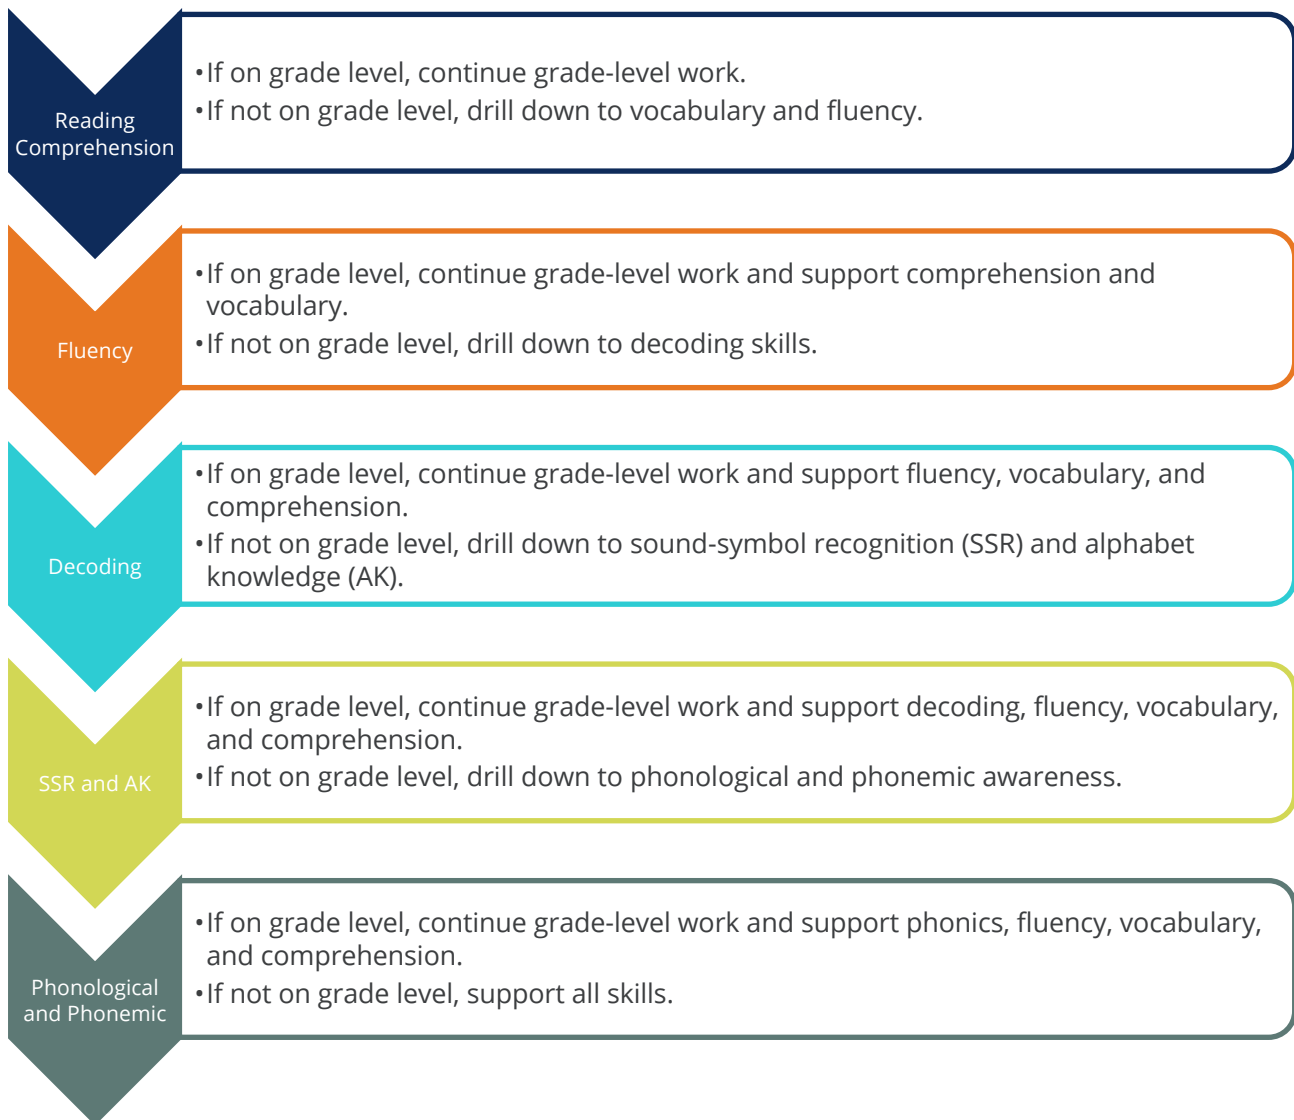 Reading
Comprehension
•If on grade level, continue grade-level work.
•If not on grade level, drill down to vocabulary and fluency.
Fluency
•If on grade level, continue grade-level work and support comprehension and
vocabulary.
•If not on grade level, drill down to decoding skills.
Decoding
•If on grade level, continue grade-level work and support fluency, vocabulary, and
comprehension.
•If not on grade level, drill down to sound-symbol recognition (SSR) and alphabet
knowledge (AK).
SSR and AK
•If on grade level, continue grade-level work and support decoding, fluency, vocabulary,
and comprehension.
•If not on grade level, drill down to phonological and phonemic awareness.
Phonological
and Phonemic
•If on grade level, continue grade-level work and support phonics, fluency, vocabulary,
and comprehension.
•If not on grade level, support all skills.